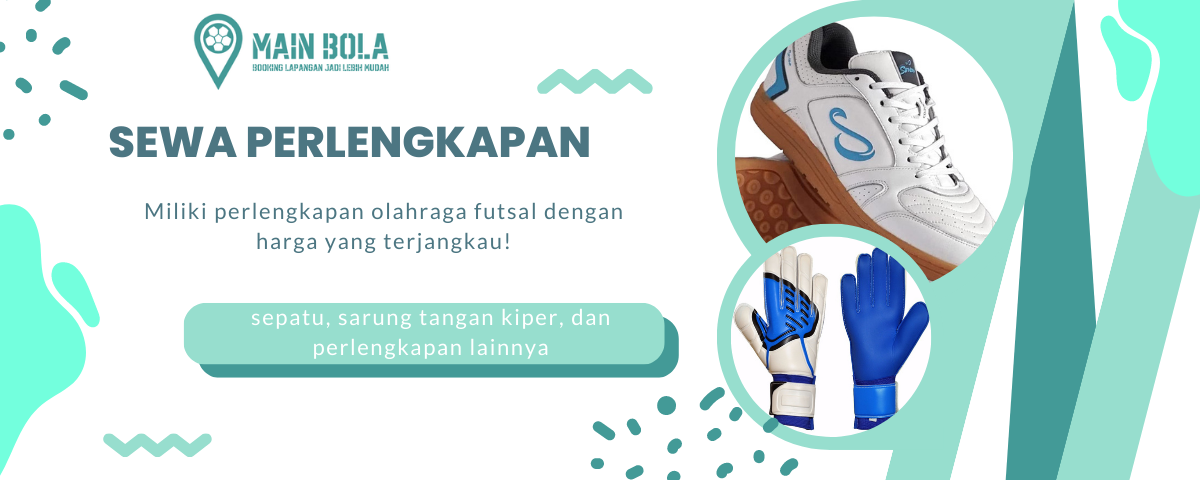 MAIN BOLA
BOOKING LAPANGAN JADI LEBIH MUDAH
SEWA PERLENGKAPAN
Miliki perlengkapan olahraga futsal dengan
harga yang terjangkau!
sepatu, sarung tangan kiper, dan
perlengkapan lainnya